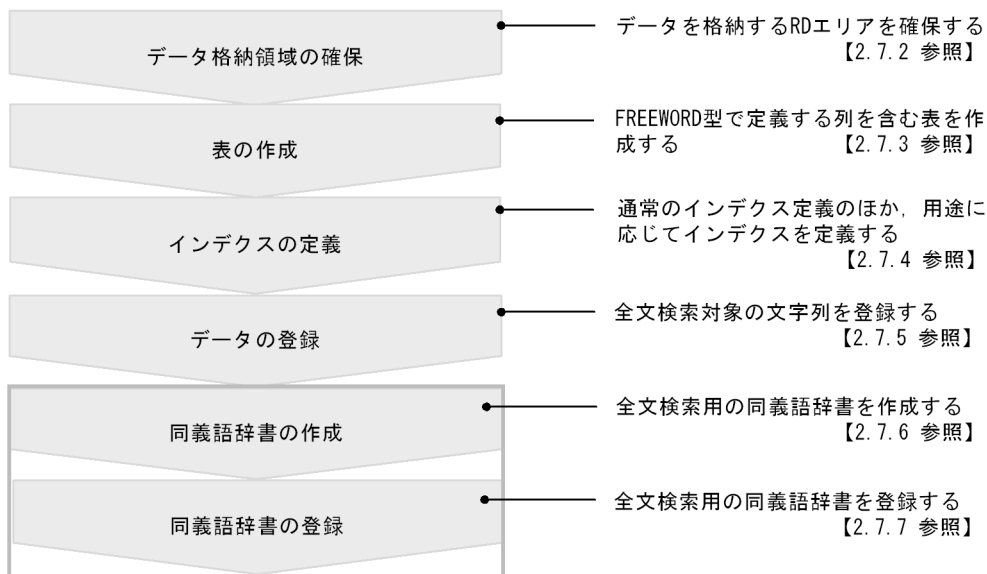 データ格納領域の確保
データを格納するRDエリアを確保する
【2.7.2 参照】
表の作成
FREEWORD型で定義する列を含む表を作
成する 【2.7.3 参照】
インデクスの定義
通常のインデクス定義のほか，用途に
応じてインデクスを定義する
【2.7.4 参照】
データの登録
全文検索対象の文字列を登録する
【2.7.5 参照】
同義語辞書の作成
全文検索用の同義語辞書を作成する
【2.7.6 参照】
同義語辞書の登録
全文検索用の同義語辞書を登録する
【2.7.7 参照】